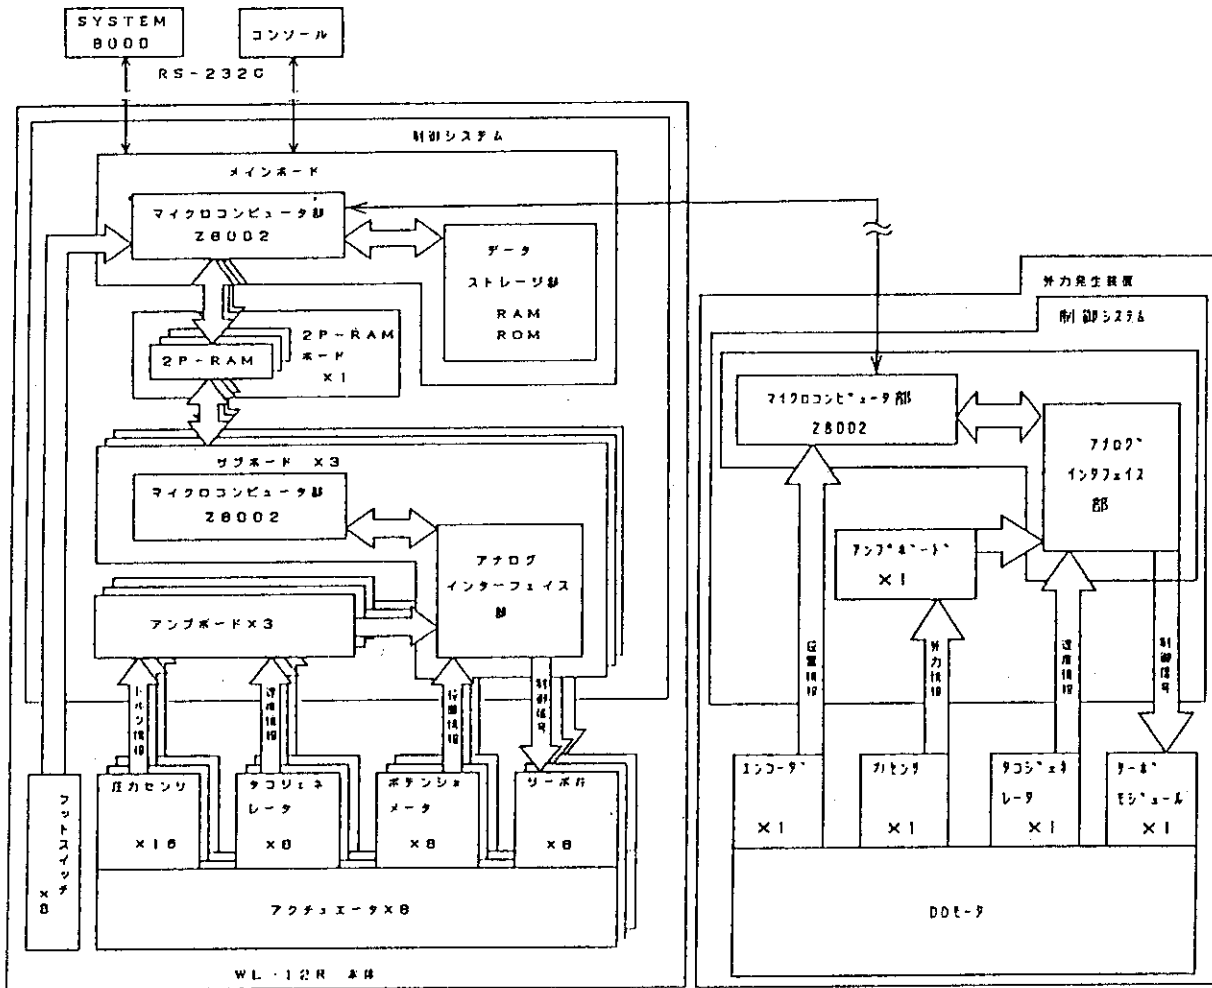 SYSTEM
8000
コンソール
RS-232C
制御システム
メインボード
マイクロコンピュータ部
Z8002
データ
ストレージ部
RAM
ROM
2P-RAM
2P-RAM
ボード
×1
サブボード ×3
マイクロコンピュータ部
Z8002
アナログ
インターフェイス
部
アンプボード×3
トルク情報
速度情報
位置情報
制御信号
フットスイッチ
×8
圧力センサ
×16
タコジェネ
レータ
×8
ポテンショ
メータ
×8
サーボ弁
×8
アクチュエータ×8
WL-12R 本体
外力発生装置
制御システム
マイクロコンピュータ部
Z8002
アナログ
インタフェイス
部
アンプボード
×1
位置情報
外力情報
速度情報
制御信号
エンコーダ
×1
力センサ
×1
タコジェネ
レータ
×1
サーボ
モジュール
×1
DDモータ